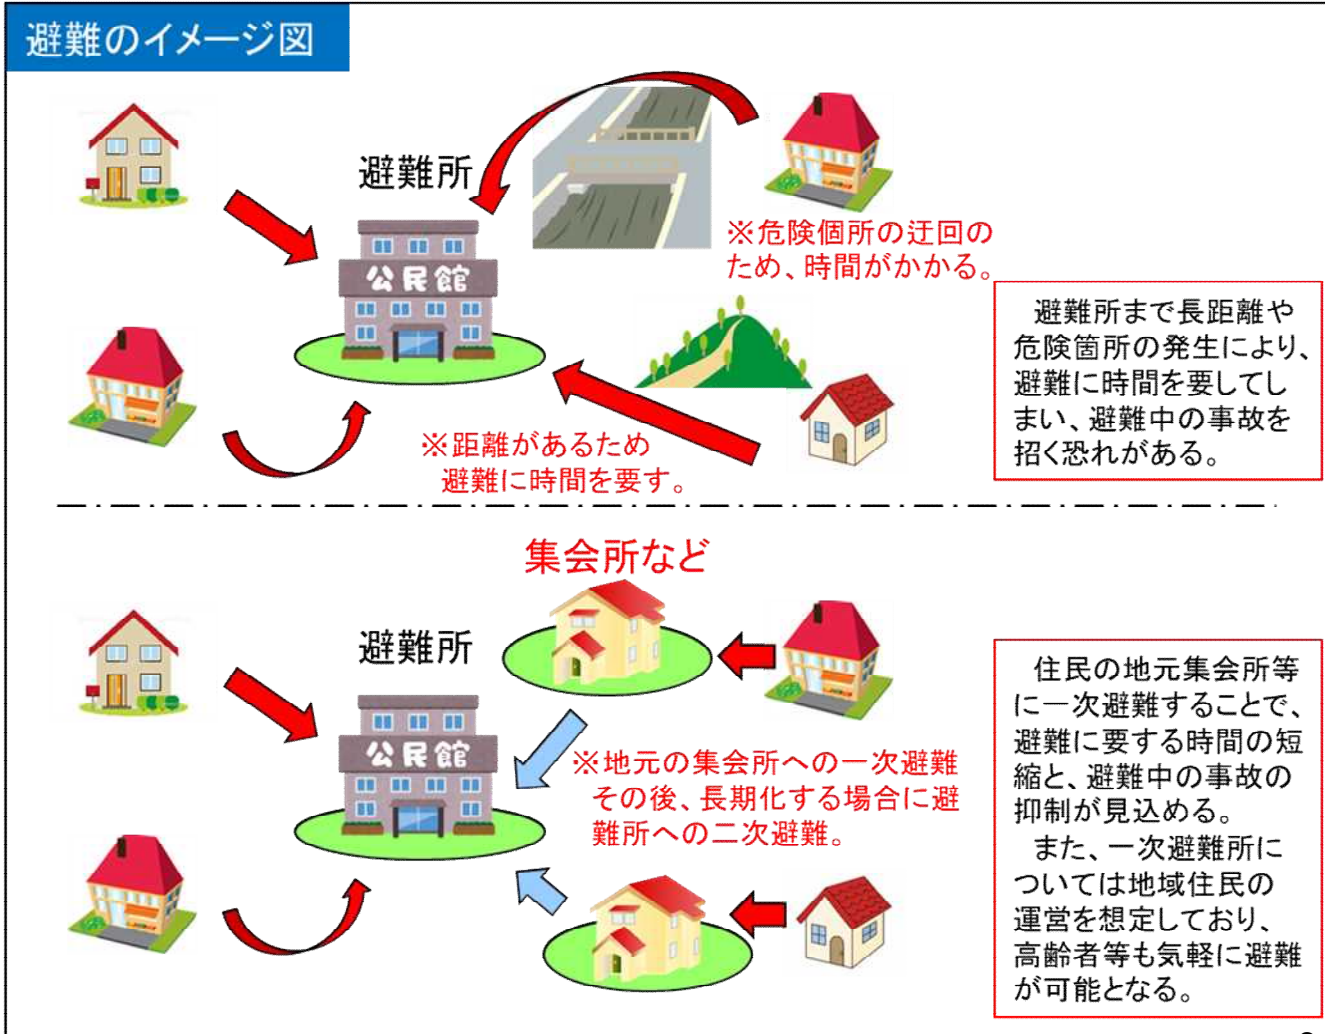 避難のイメージ図
避難所
公民館
※危険個所の迂回の
ため、時間がかかる。
※距離があるため
避難に時間を要す。
避難所まで長距離や
危険箇所の発生により、
避難に時間を要してし
まい、避難中の事故を
招く恐れがある。
集会所など
避難所
公民館
※地元の集会所への一次避難
その後、長期化する場合に避
難所への二次避難。
住民の地元集会所等
に一次避難することで、
避難に要する時間の短
縮と、避難中の事故の
抑制が見込める。
また、一次避難所に
ついては地域住民の
運営を想定しており、
高齢者等も気軽に避難
が可能となる。